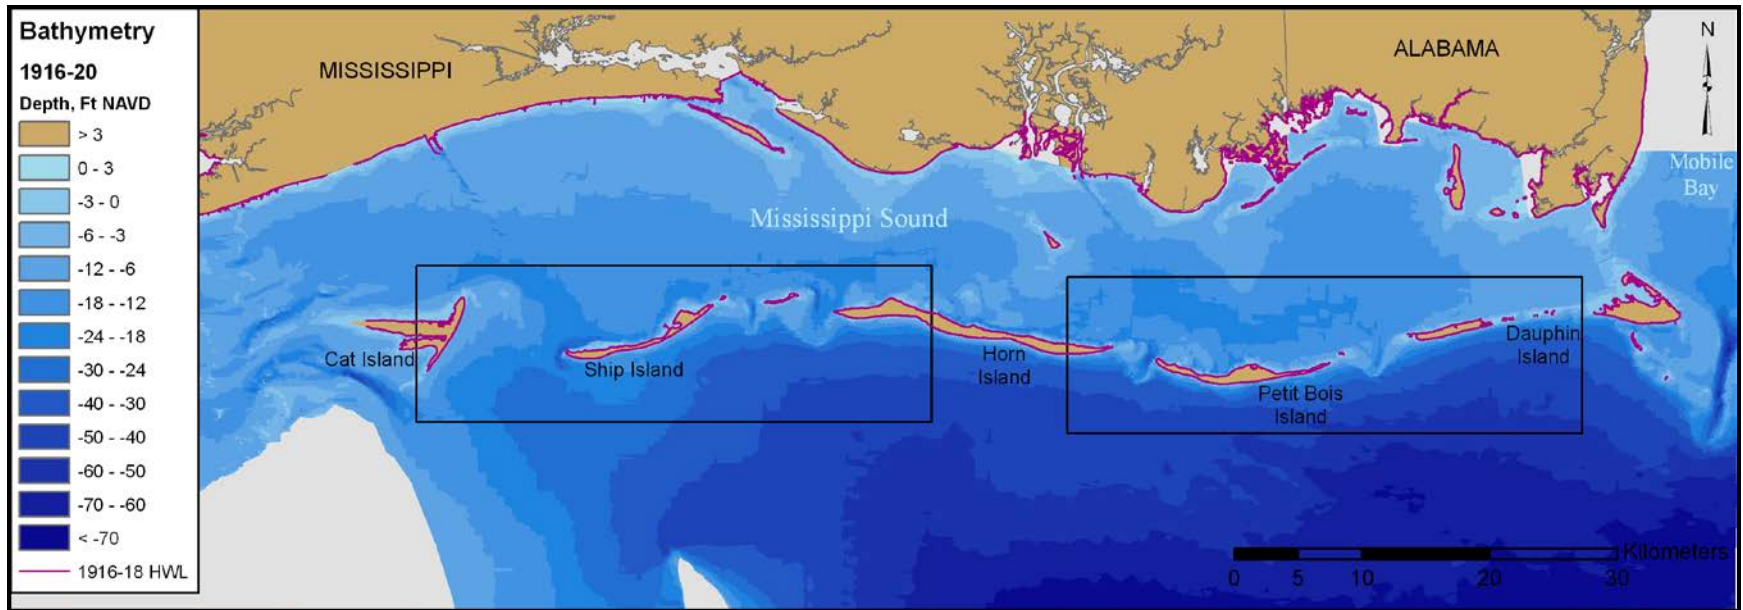 Bathymetry
1916-20
Depth, Ft NAVD
> 3
0 - 3
-3 - 0
-6 - -3
-12 - -6
-18 - -12
-24 - -18
-30 - -24
-40 - -30
-50 - -40
-60 - -50
-70 - -60
< -70
1916-18 HWL
MISSISSIPPI
ALABAMA
N
Mobile
Bay
Mississippi Sound
Cat Island
Ship Island
Horn
Island
Petit Bois
Island
Dauphin
Island
Kilometers
0 5 10 20 30